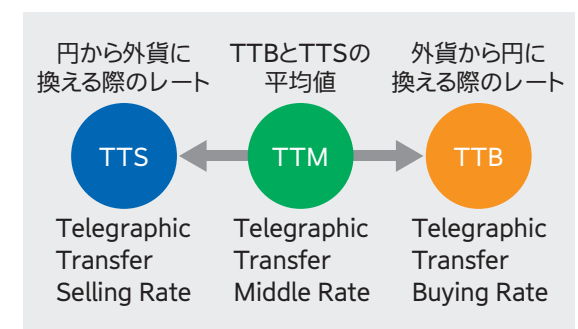 円から外貨に
換える際のレート
TTBとTTSの
平均値
外貨から円に
換える際のレート
TTS
TTM
TTB
Telegraphic
Transfer
Selling Rate
Telegraphic
Transfer
Middle Rate
Telegraphic
Transfer
Buying Rate